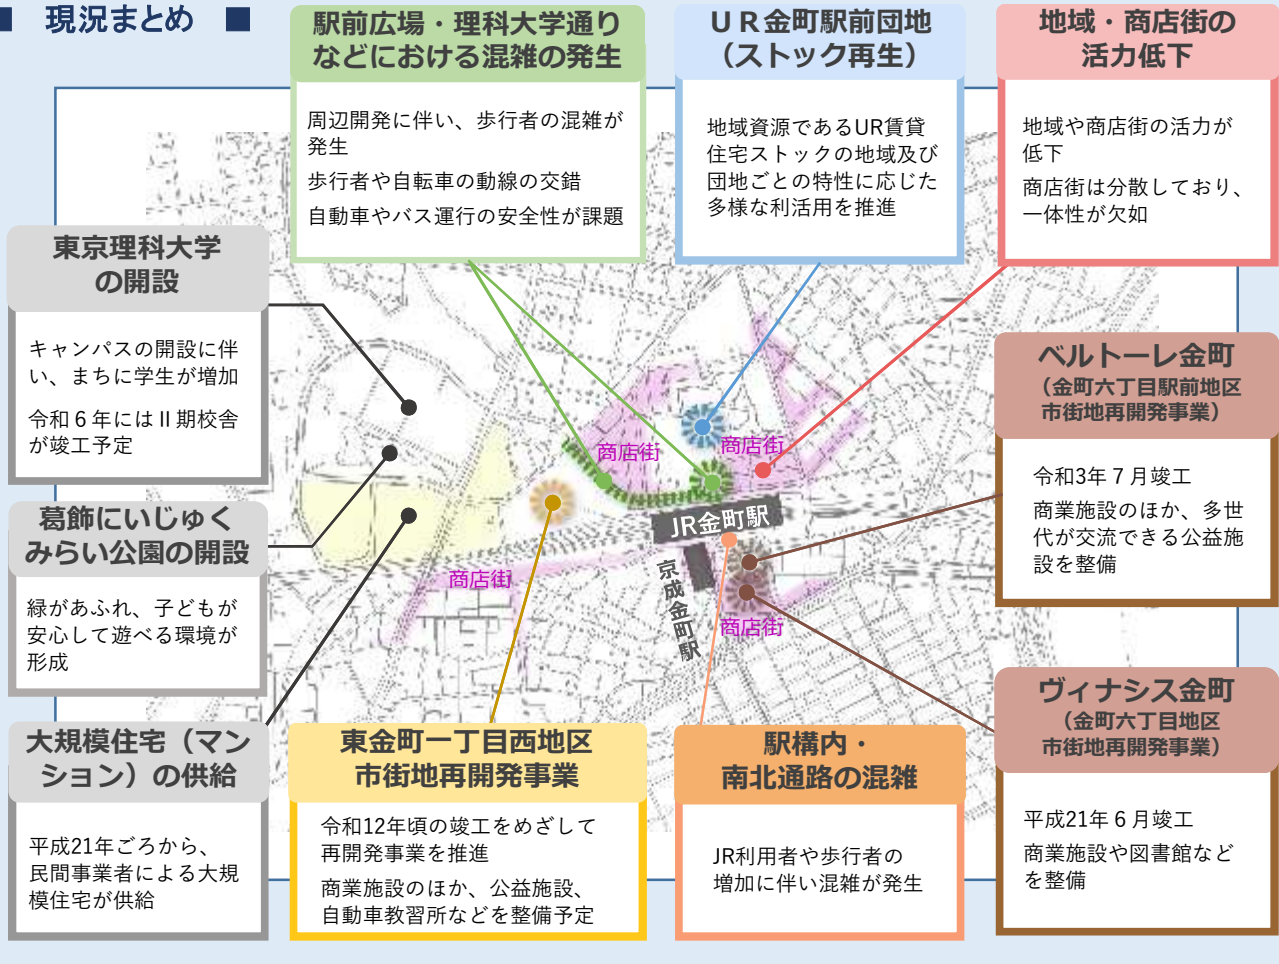 ■ 現況まとめ ■
駅前広場・理科大学通り
などにおける混雑の発生
周辺開発に伴い、歩行者の混雑が
発生
歩行者や自転車の動線の交錯
自動車やバス運行の安全性が課題
ＵＲ金町駅前団地
（ストック再生）
地域資源であるUR賃貸
住宅ストックの地域及び
団地ごとの特性に応じた
多様な利活用を推進
地域・商店街の
活力低下
地域や商店街の活力が
低下
商店街は分散しており、
一体性が欠如
東京理科大学
の開設
キャンパスの開設に伴
い、まちに学生が増加
令和６年にはⅡ期校舎
が竣工予定
葛飾にいじゅく
みらい公園の開設
緑があふれ、子どもが
安心して遊べる環境が
形成
大規模住宅（マン
ション）の供給
平成21年ごろから、
民間事業者による大規
模住宅が供給
商店街
商店街
JR金町駅
京成金町駅
商店街
商店街
ベルトーレ金町
（金町六丁目駅前地区
市街地再開発事業）
令和3年７月竣工
商業施設のほか、多世
代が交流できる公益施
設を整備
ヴィナシス金町
（金町六丁目地区
市街地再開発事業）
平成21年６月竣工
商業施設や図書館など
を整備
東金町一丁目西地区
市街地再開発事業
令和12年頃の竣工をめざして
再開発事業を推進
商業施設のほか、公益施設、
自動車教習所などを整備予定
駅構内・
南北通路の混雑
JR利用者や歩行者の
増加に伴い混雑が発生